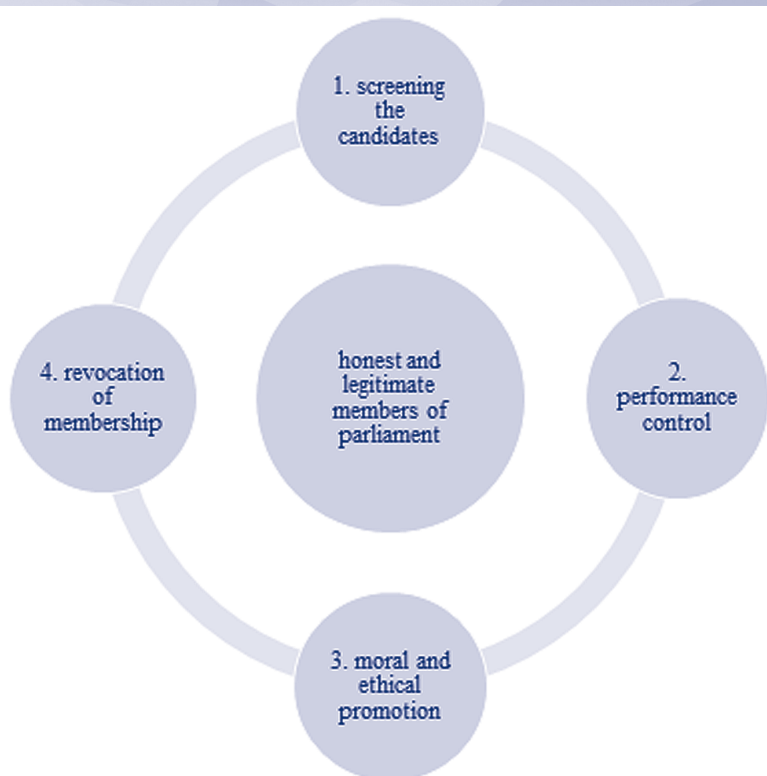 1. screening
the
candidates
4. revocation
of
membership
honest and
legitimate
members of
parliament
2.
performance
control
3. moral and
ethical
promotion